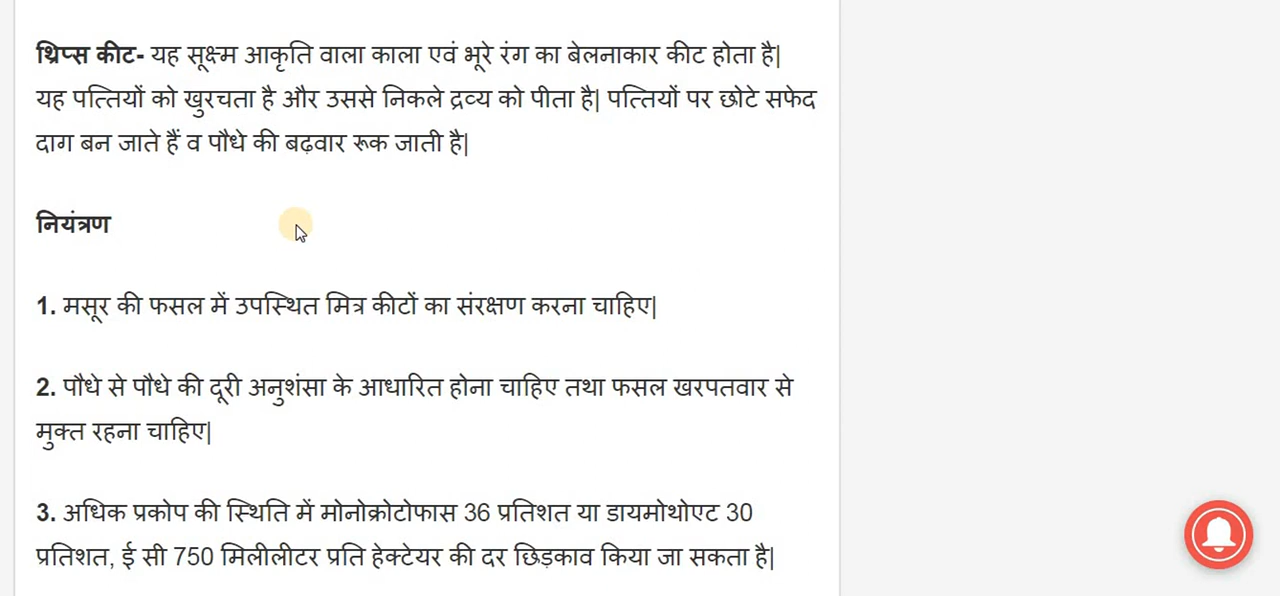 थ्रिप्स कीट- यह सूक्ष्म आकृति वाला काला एवं भूरे रंग का बेलनाकार कीट होता है|
यह पत्तियों को खुरचता है और उससे निकले द्रव्य को पीता है| पत्तियों पर छोटे सफेद
दाग बन जाते हैं व पौधे की बढ़वार रूक जाती है|
नियंत्रण
1. मसूर की फसल में उपस्थित मित्र कीटों का संरक्षण करना चाहिए|
2. पौधे से पौधे की दूरी अनुशंसा के आधारित होना चाहिए तथा फसल खरपतवार से
मुक्त रहना चाहिए|
3. अधिक प्रकोप की स्थिति में मोनोक्रोटोफास 36 प्रतिशत या डायमोथोएट 30
प्रतिशत, ई सी 750 मिलीलीटर प्रति हेक्टेयर की दर छिड़काव किया जा सकता है|